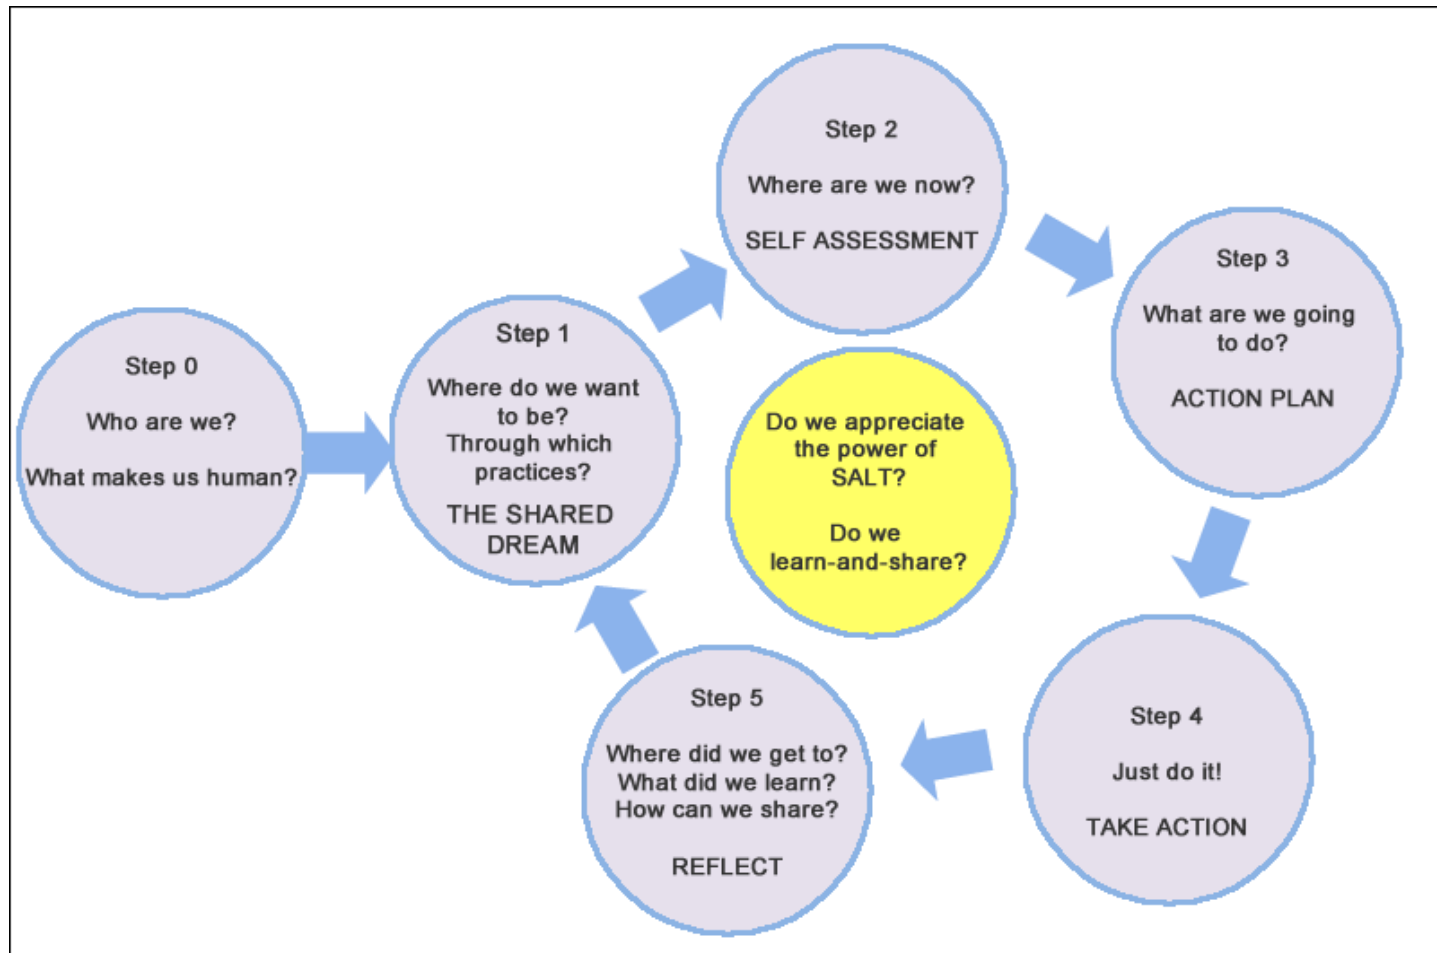 Step 0
Who are we?
What makes us human?
Step 1
Where do we want
to be?
Through which
practices?
THE SHARED
DREAM
Step 2
Where are we now?
SELF ASSESSMENT
Step 3
What are we going
to do?
ACTION PLAN
Step 4
Just do it!
TAKE ACTION
Step 5
Where did we get to?
What did we learn?
How can we share?
REFLECT
Do we appreciate
the power of
SALT?
Do we
learn-and-share?